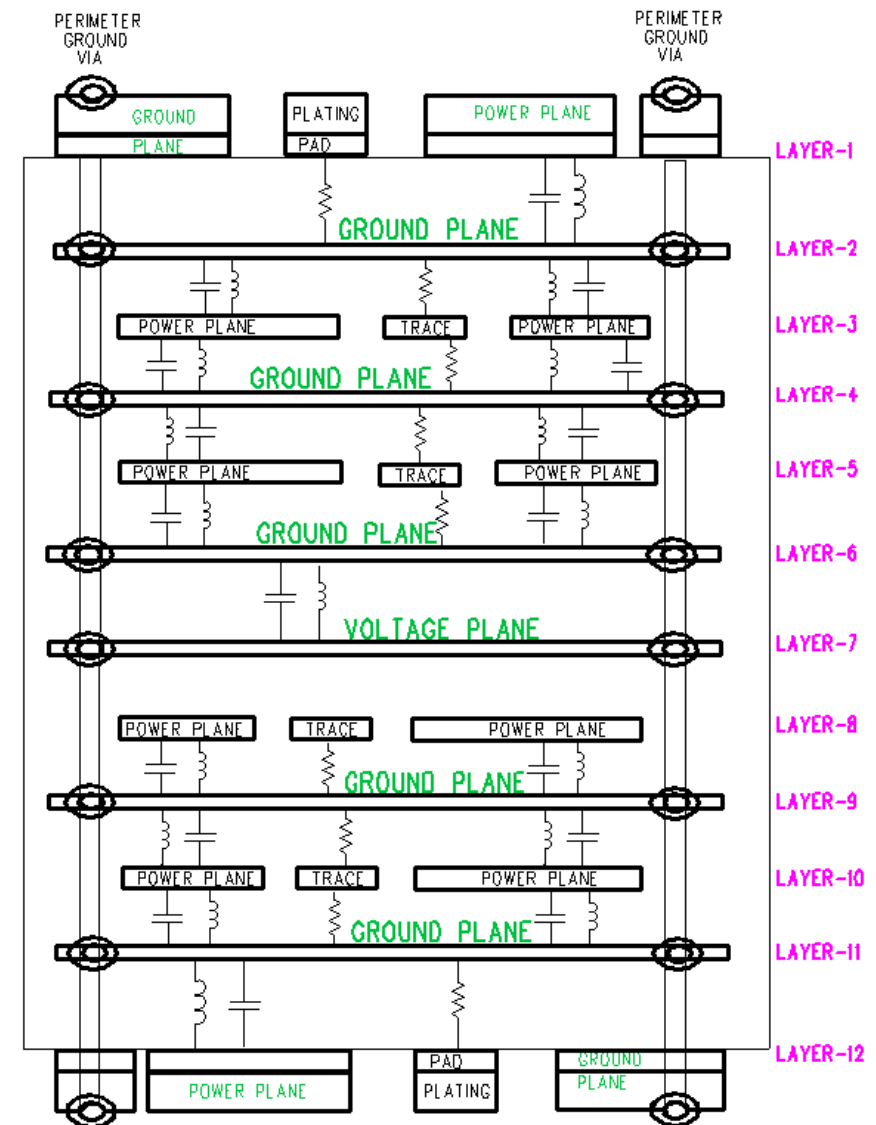 PERIMETER
GROUND
VIA
PERIMETER
GROUND
VIA
GROUND
PLANE
PLATING
PAD
POWER PLANE
LAYER-1
GROUND PLANE
LAYER-2
POWER PLANE
TRACE
POWER PLANE
LAYER-3
GROUND PLANE
LAYER-4
POWER PLANE
TRACE
POWER PLANE
LAYER-5
GROUND PLANE
LAYER-6
VOLTAGE PLANE
LAYER-7
POWER PLANE
TRACE
POWER PLANE
LAYER-8
GROUND PLANE
LAYER-9
POWER PLANE
TRACE
POWER PLANE
LAYER-10
GROUND PLANE
LAYER-11
LAYER-12
POWER PLANE
PAD
PLATING
GROUND
PLANE